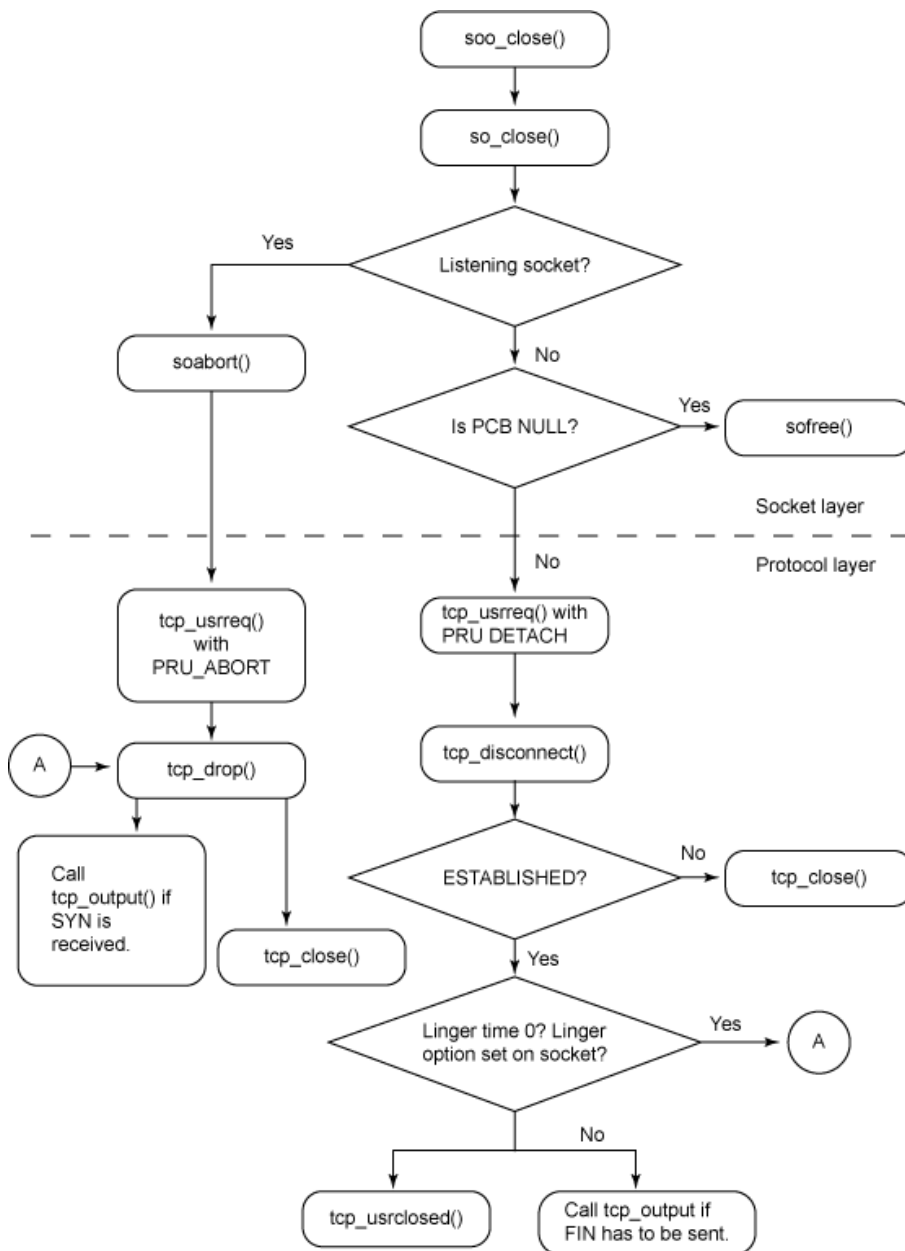 soo_close()
so_close()
Yes
Listening socket?
soabort()
No
Is PCB NULL?
Yes
sofree()
Socket layer
No
Protocol layer
tcp_usrreq()
with
PRU_ABORT
tcp_usrreq() with
PRU DETACH
A
tcp_drop()
tcp_disconnect()
Call
tcp_output() if
SYN is
received.
tcp_close()
ESTABLISHED?
No
tcp_close()
Yes
Linger time 0? Linger
option set on socket?
Yes
A
No
tcp_usrclosed()
Call tcp_output if
FIN has to be sent.